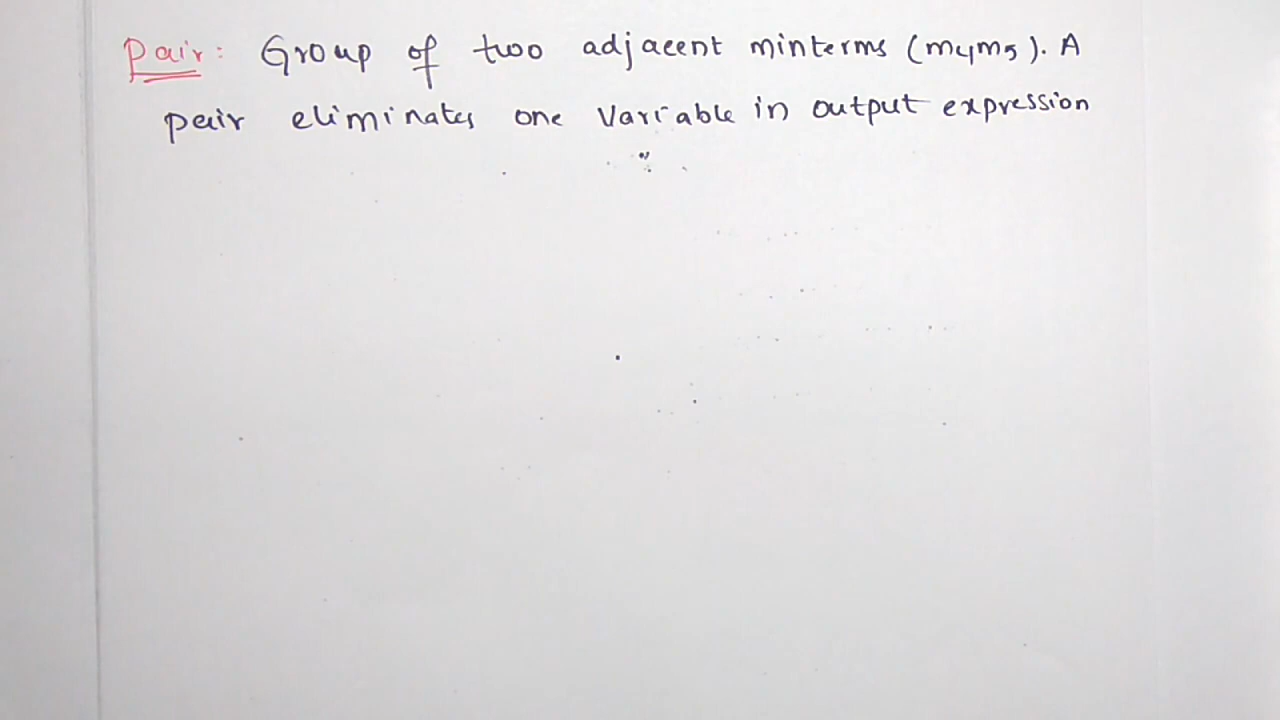 Pair: Group of two adjacent minterms (m4m5). A
pair eliminates one variable in output expression